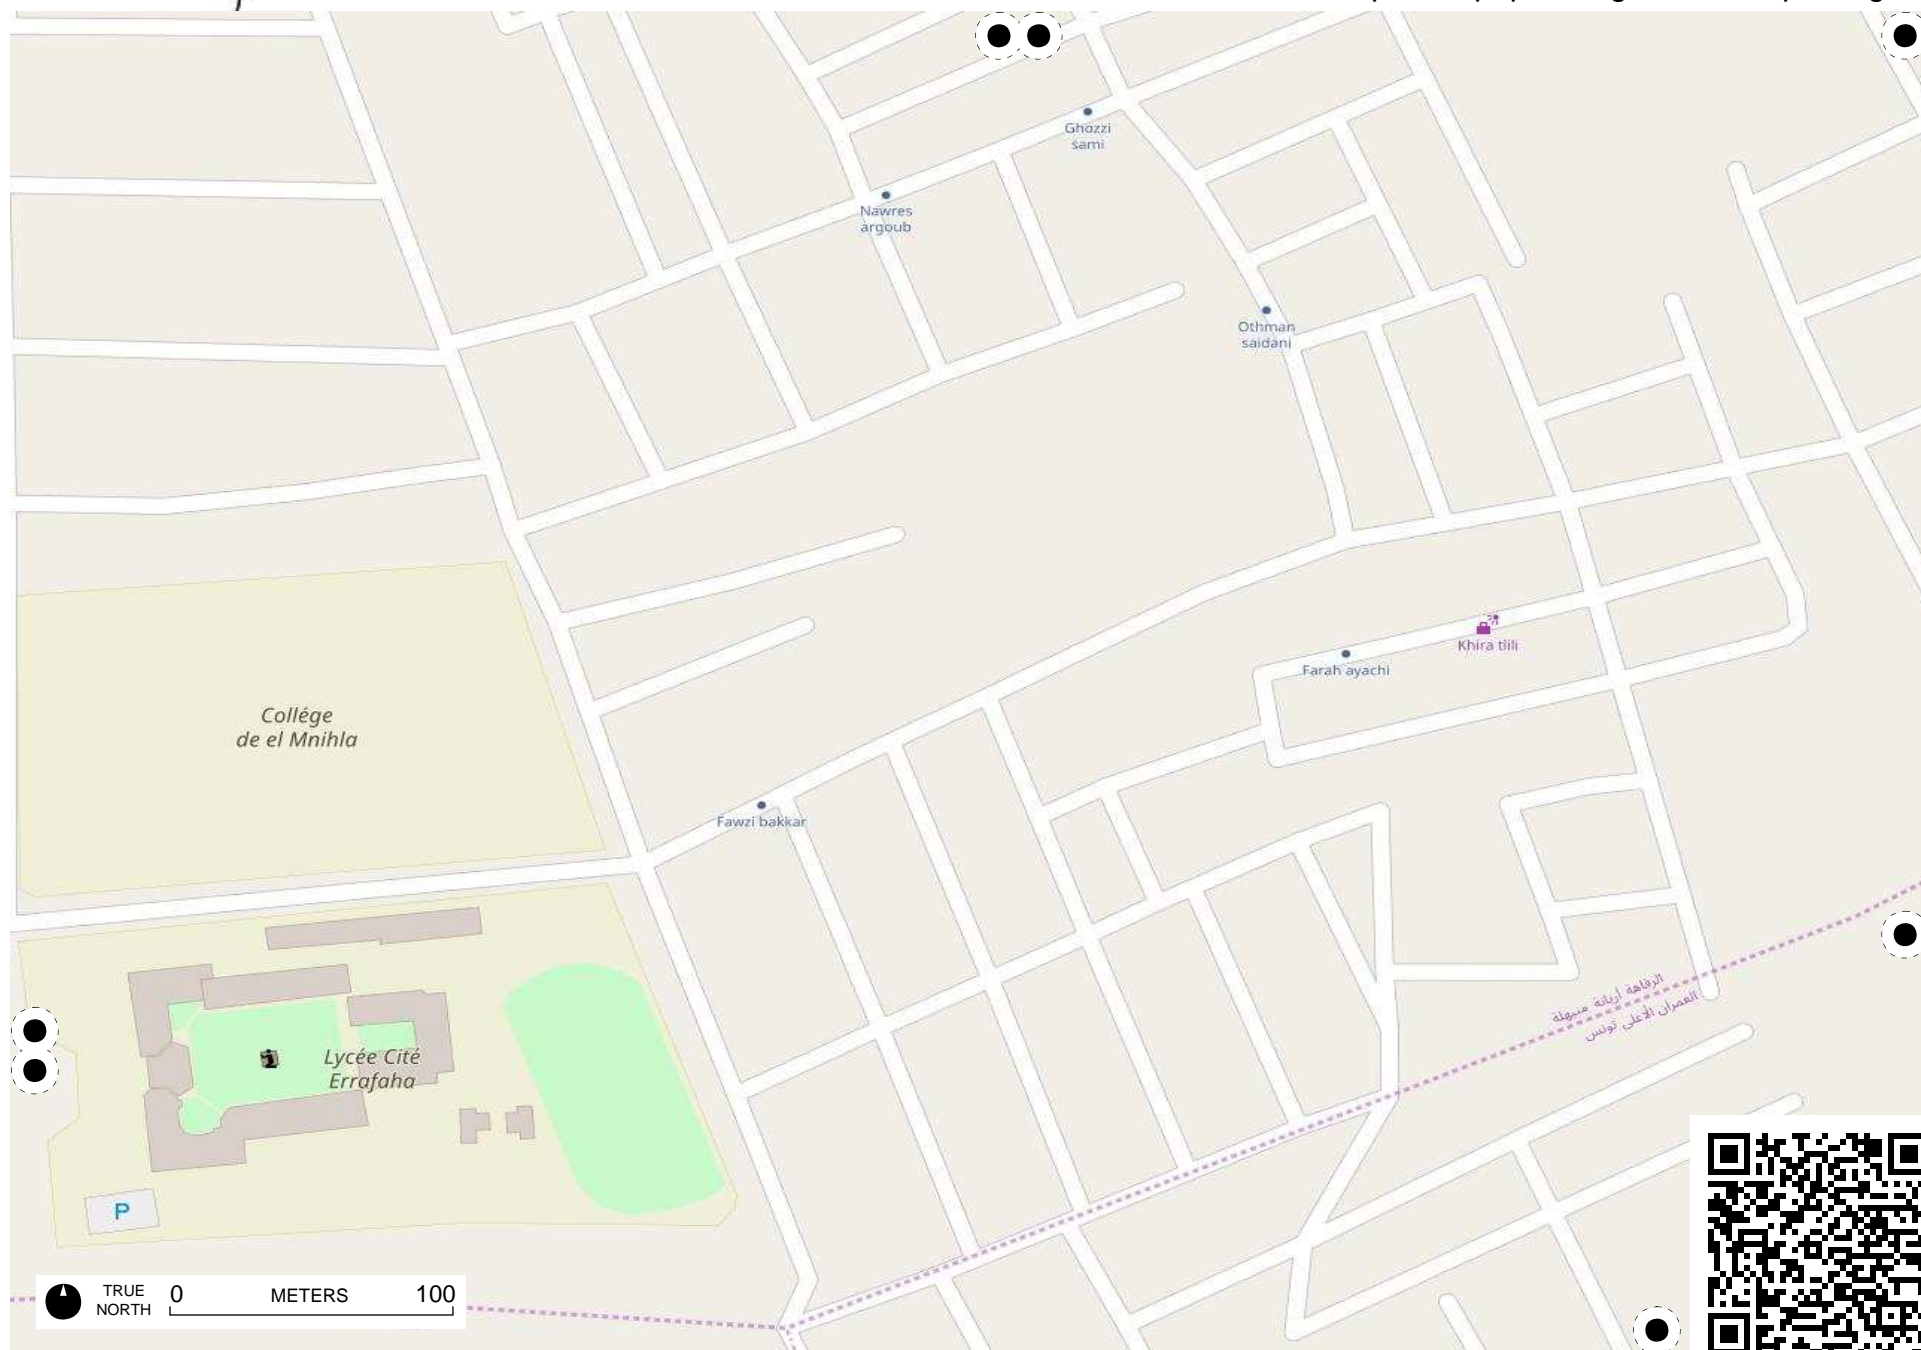 Ghozzi
sami
Nawres
argoub
Othman
saidani
Khira tlili
Farah ayachi
Collége
de el Mnihla
Fawzi bakkar
الرفاهة أريانة منيهلة
العمران الأعلى تونس
Lycée Cité
Errafaha
P
TRUE
NORTH
0 METERS 100